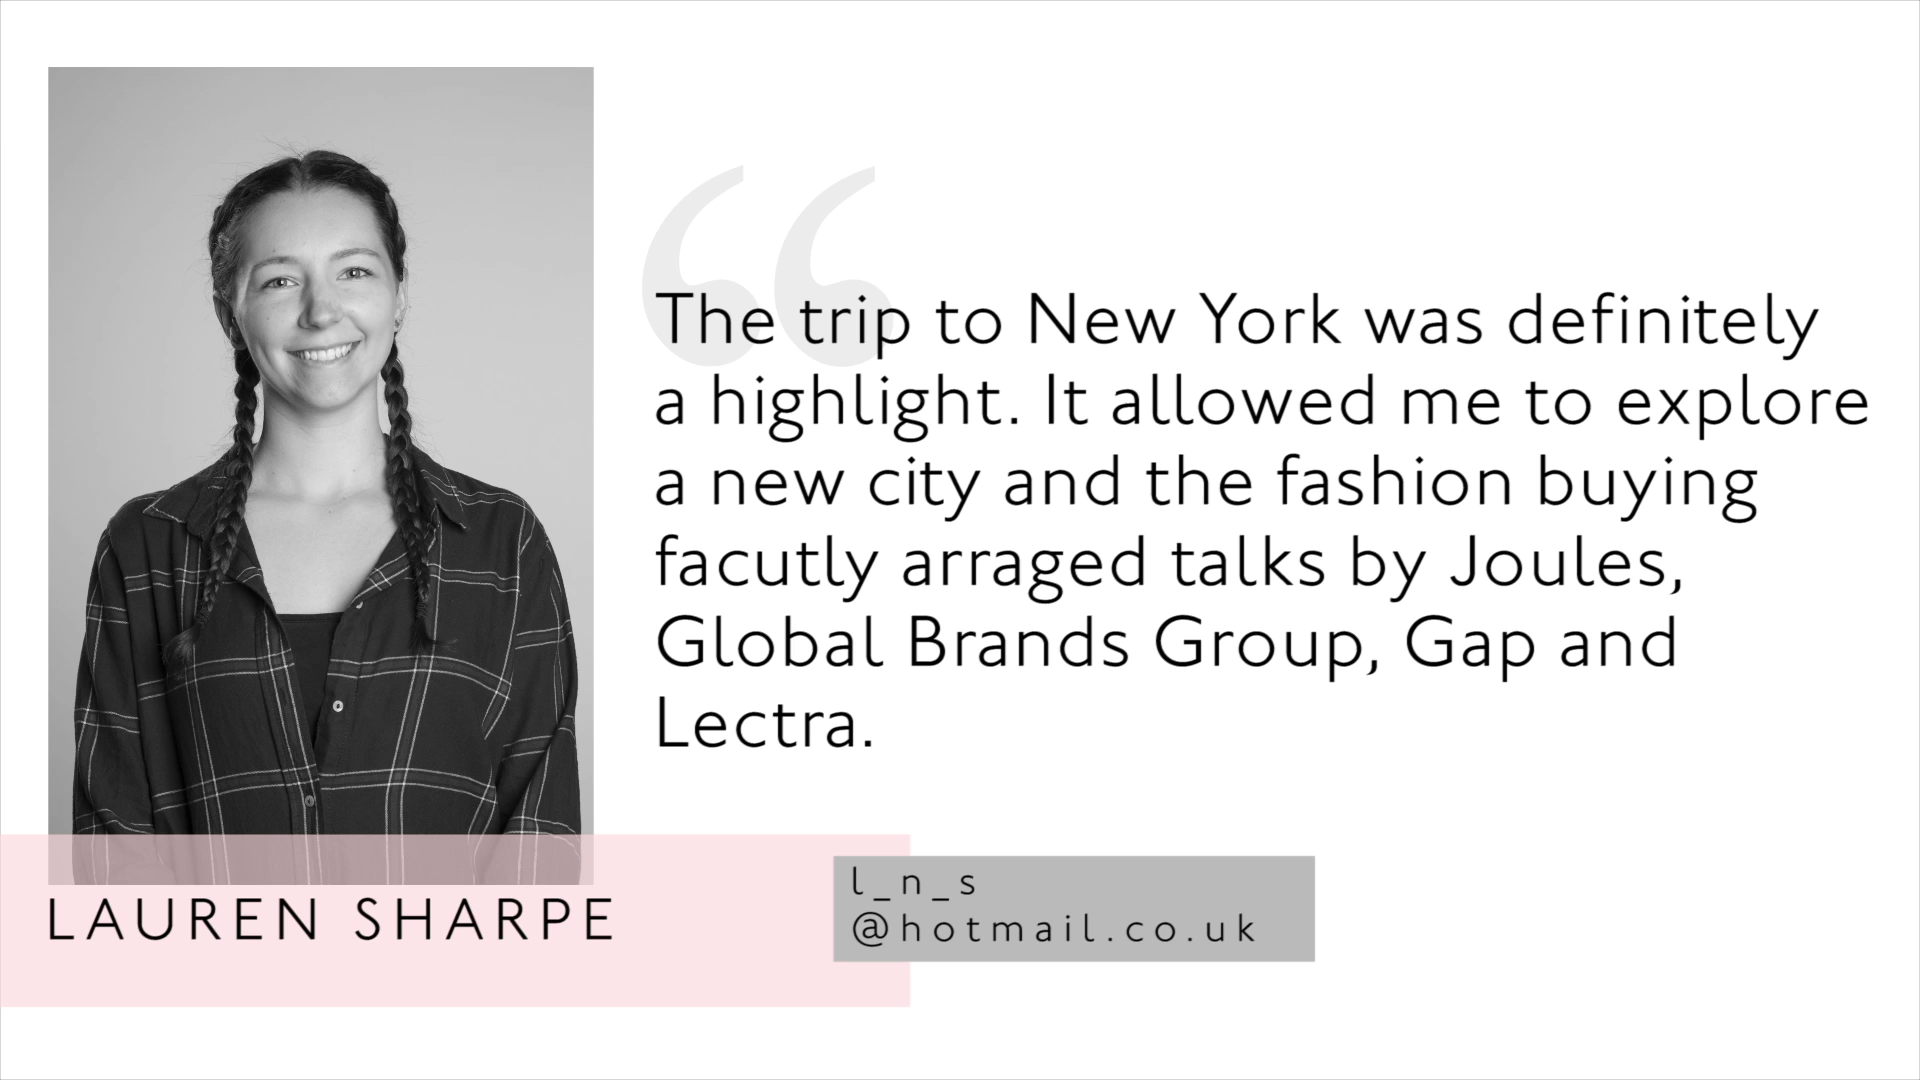 “
The trip to New York was definitely
a highlight. It allowed me to explore
a new city and the fashion buying
facutly arraged talks by Joules,
Global Brands Group, Gap and
Lectra.
LAUREN SHARPE
l_n_s
@hotmail.co.uk